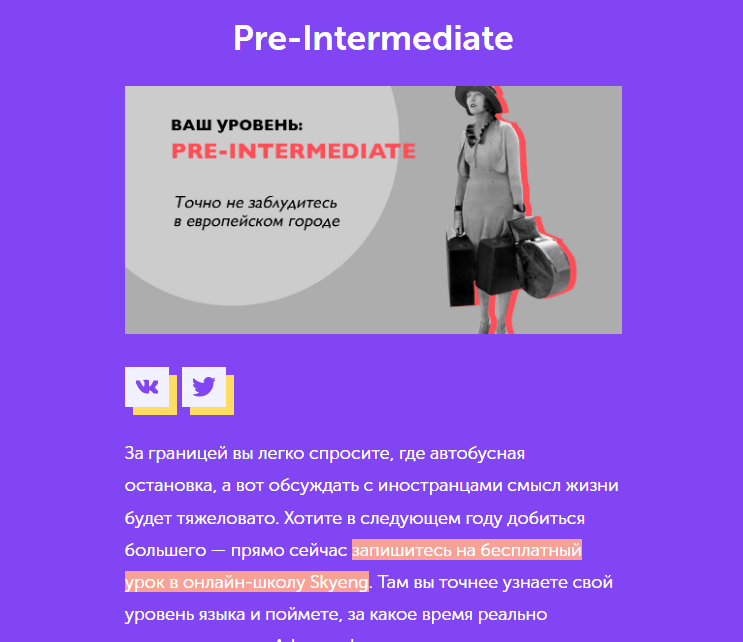 Pre-Intermediate
ВАШ УРОВЕНЬ:
PRE-INTERMEDIATE
Точно не заблудитесь
в европейском городе
За границей вы легко спросите, где автобусная
остановка, а вот обсуждать с иностранцами смысл жизни
будет тяжеловато. Хотите в следующем году добиться
большего — прямо сейчас запишитесь на бесплатный
урок в онлайн-школу Skyeng. Там вы точнее узнаете свой
уровень языка и поймете, за какое время реально